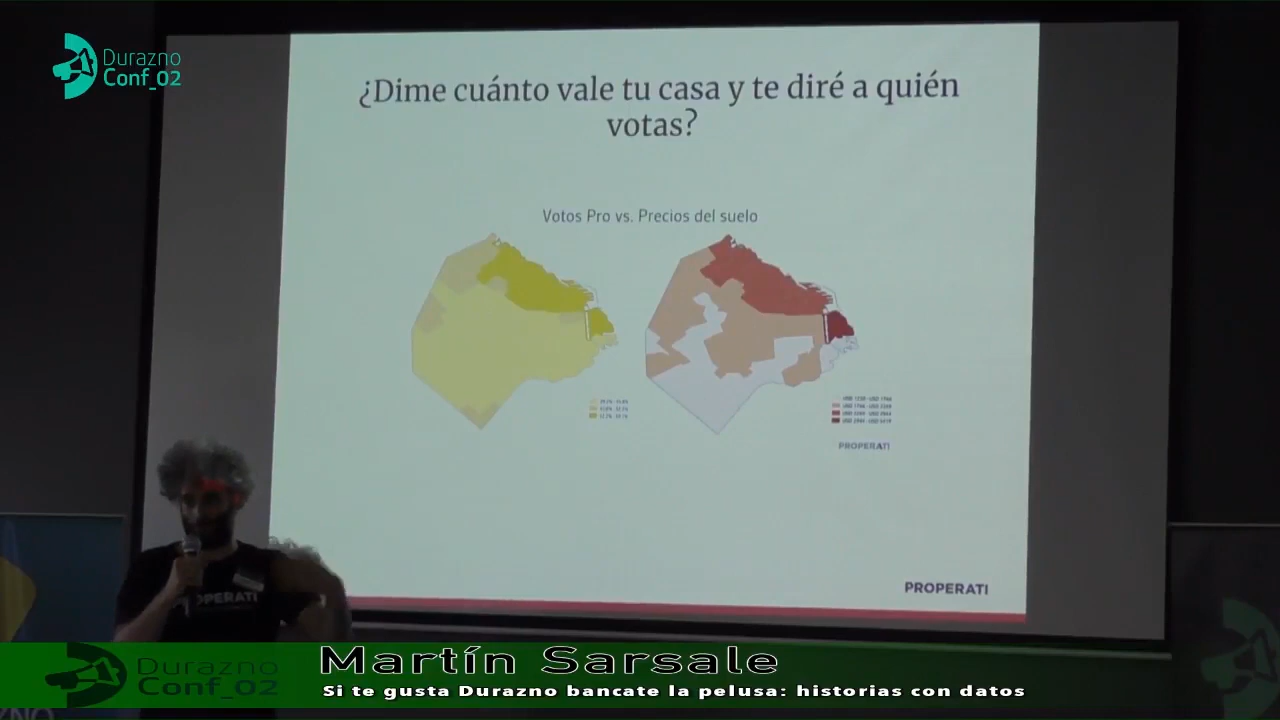 Durazno
Conf_02
¿Dime cuánto vale tu casa y te diré a quién
votas?
Votos Pro vs. Precios del suelo
PROPERATI
PROPERATI
OPERATI
Durazno
Conf_02
Martín Sarsale
Si te gusta Durazno bancate la pelusa: historias con datos